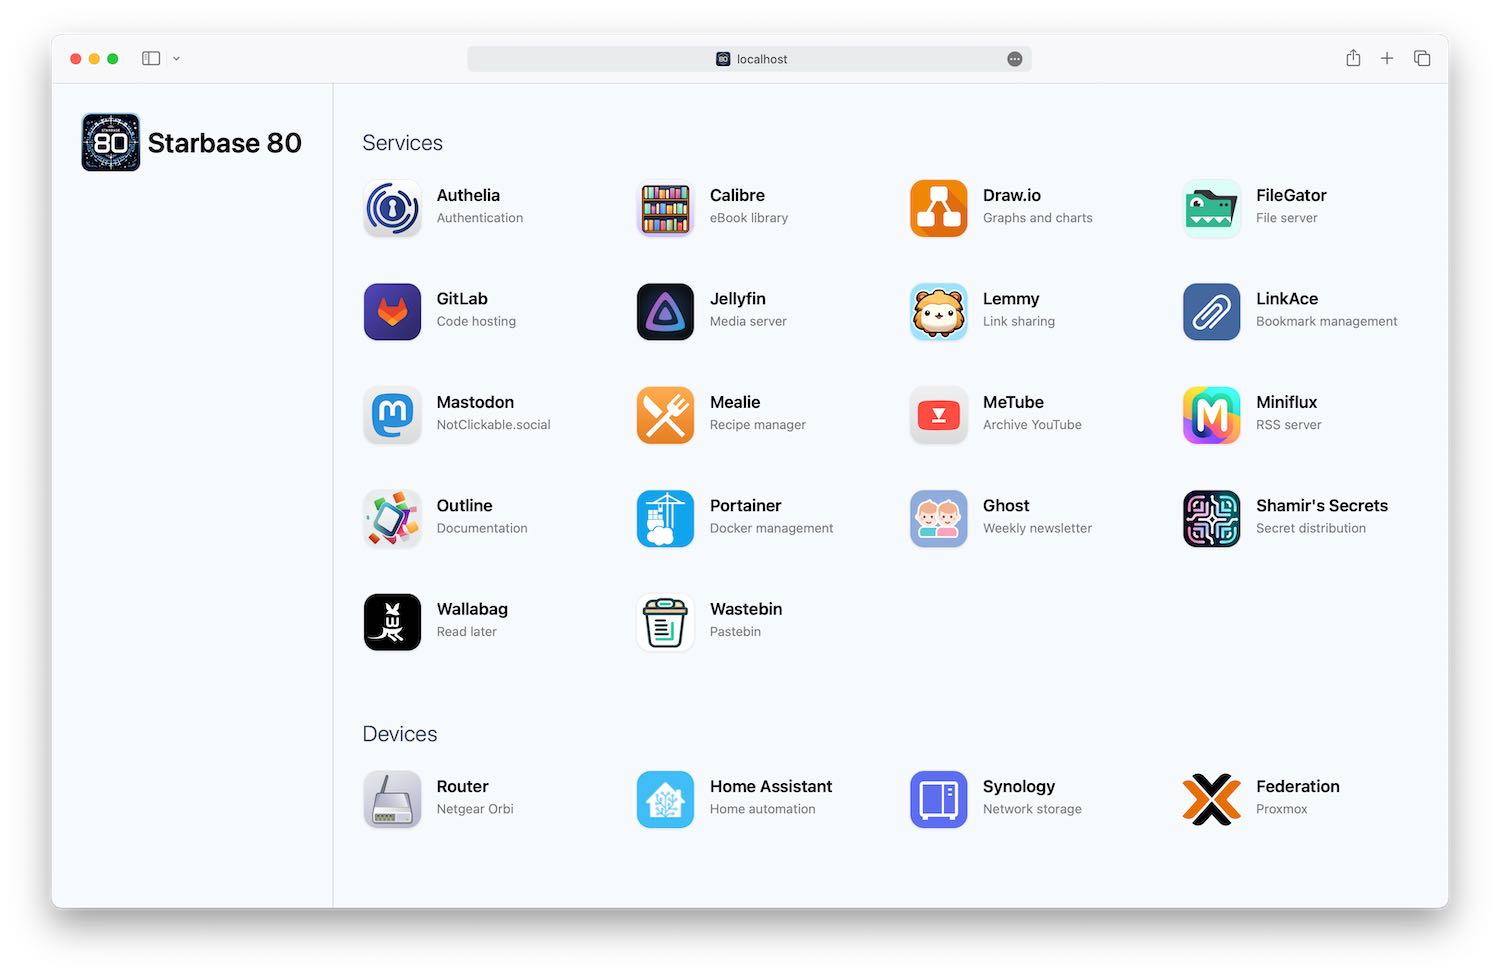 localhost
STARBASE
80
Starbase 80
Services
Authelia
Authentication
Calibre
eBook library
Draw.io
Graphs and charts
FileGator
File server
GitLab
Code hosting
Jellyfin
Media server
Lemmy
Link sharing
LinkAce
Bookmark management
Mastodon
NotClickable.social
Mealie
Recipe manager
MeTube
Archive YouTube
Miniflux
RSS server
Outline
Documentation
Portainer
Docker management
Ghost
Weekly newsletter
Shamir's Secrets
Secret distribution
Wallabag
Read later
Wastebin
Pastebin
Devices
Router
Netgear Orbi
Home Assistant
Home automation
Synology
Network storage
Federation
Proxmox